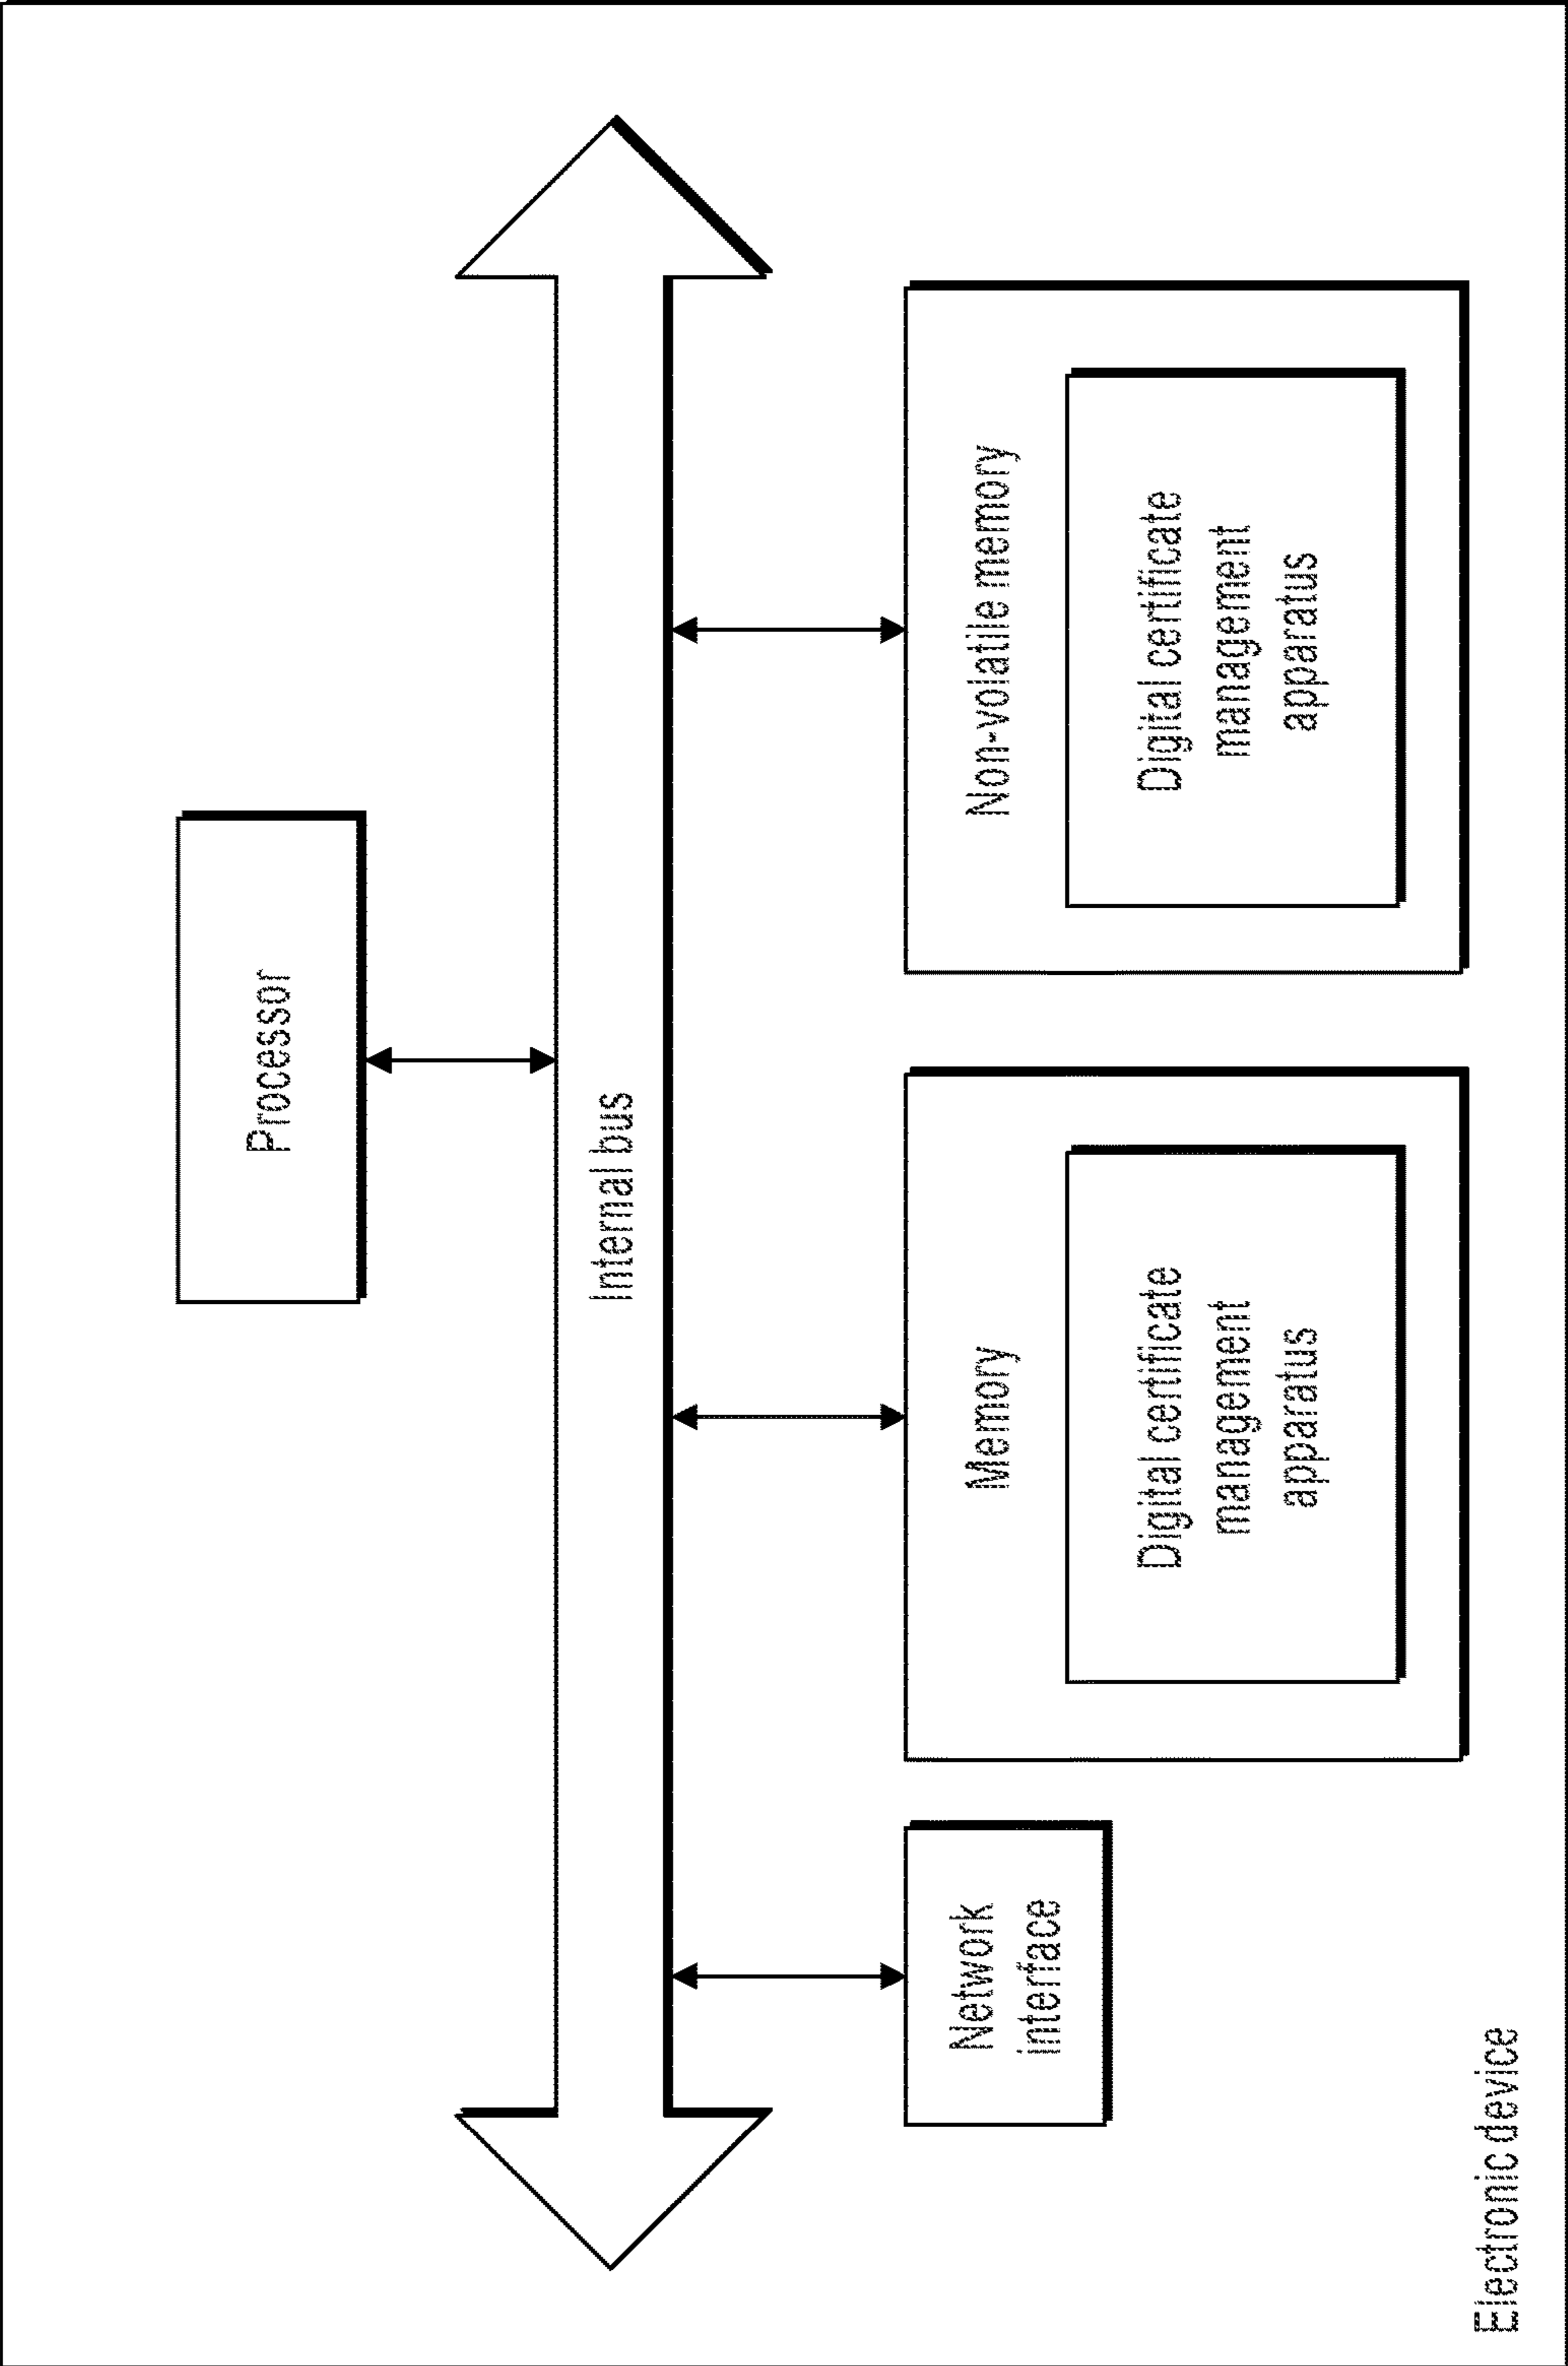 Processor
Internal bus
Network
interface
Memory
Digital certificate
management
apparatus
Non-volatile memory
Digital certificate
management
apparatus
Electronic device